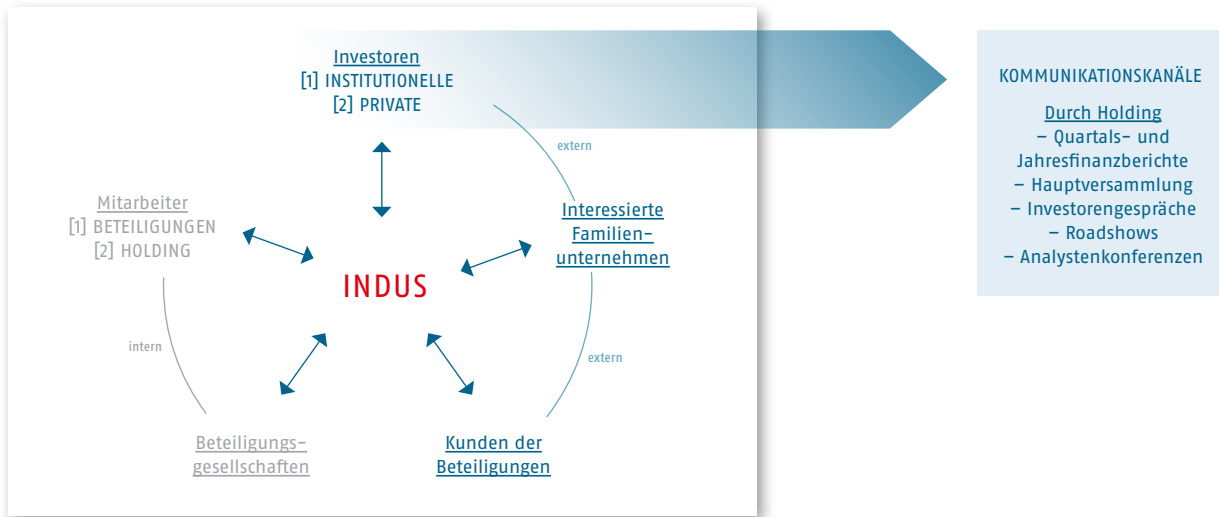 Investoren
[1] INSTITUTIONELLE
[2] PRIVATE
extern
Mitarbeiter
[1] BETEILIGUNGEN
[2] HOLDING
Interessierte
Familien-
unternehmen
INDUS
intern
extern
Beteiligungs-
gesellschaften
Kunden der
Beteiligungen
KOMMUNIKATIONSKANÄLE
Durch Holding
– Quartals- und
Jahresfinanzberichte
– Hauptversammlung
– Investorengespräche
– Roadshows
– Analystenkonferenzen